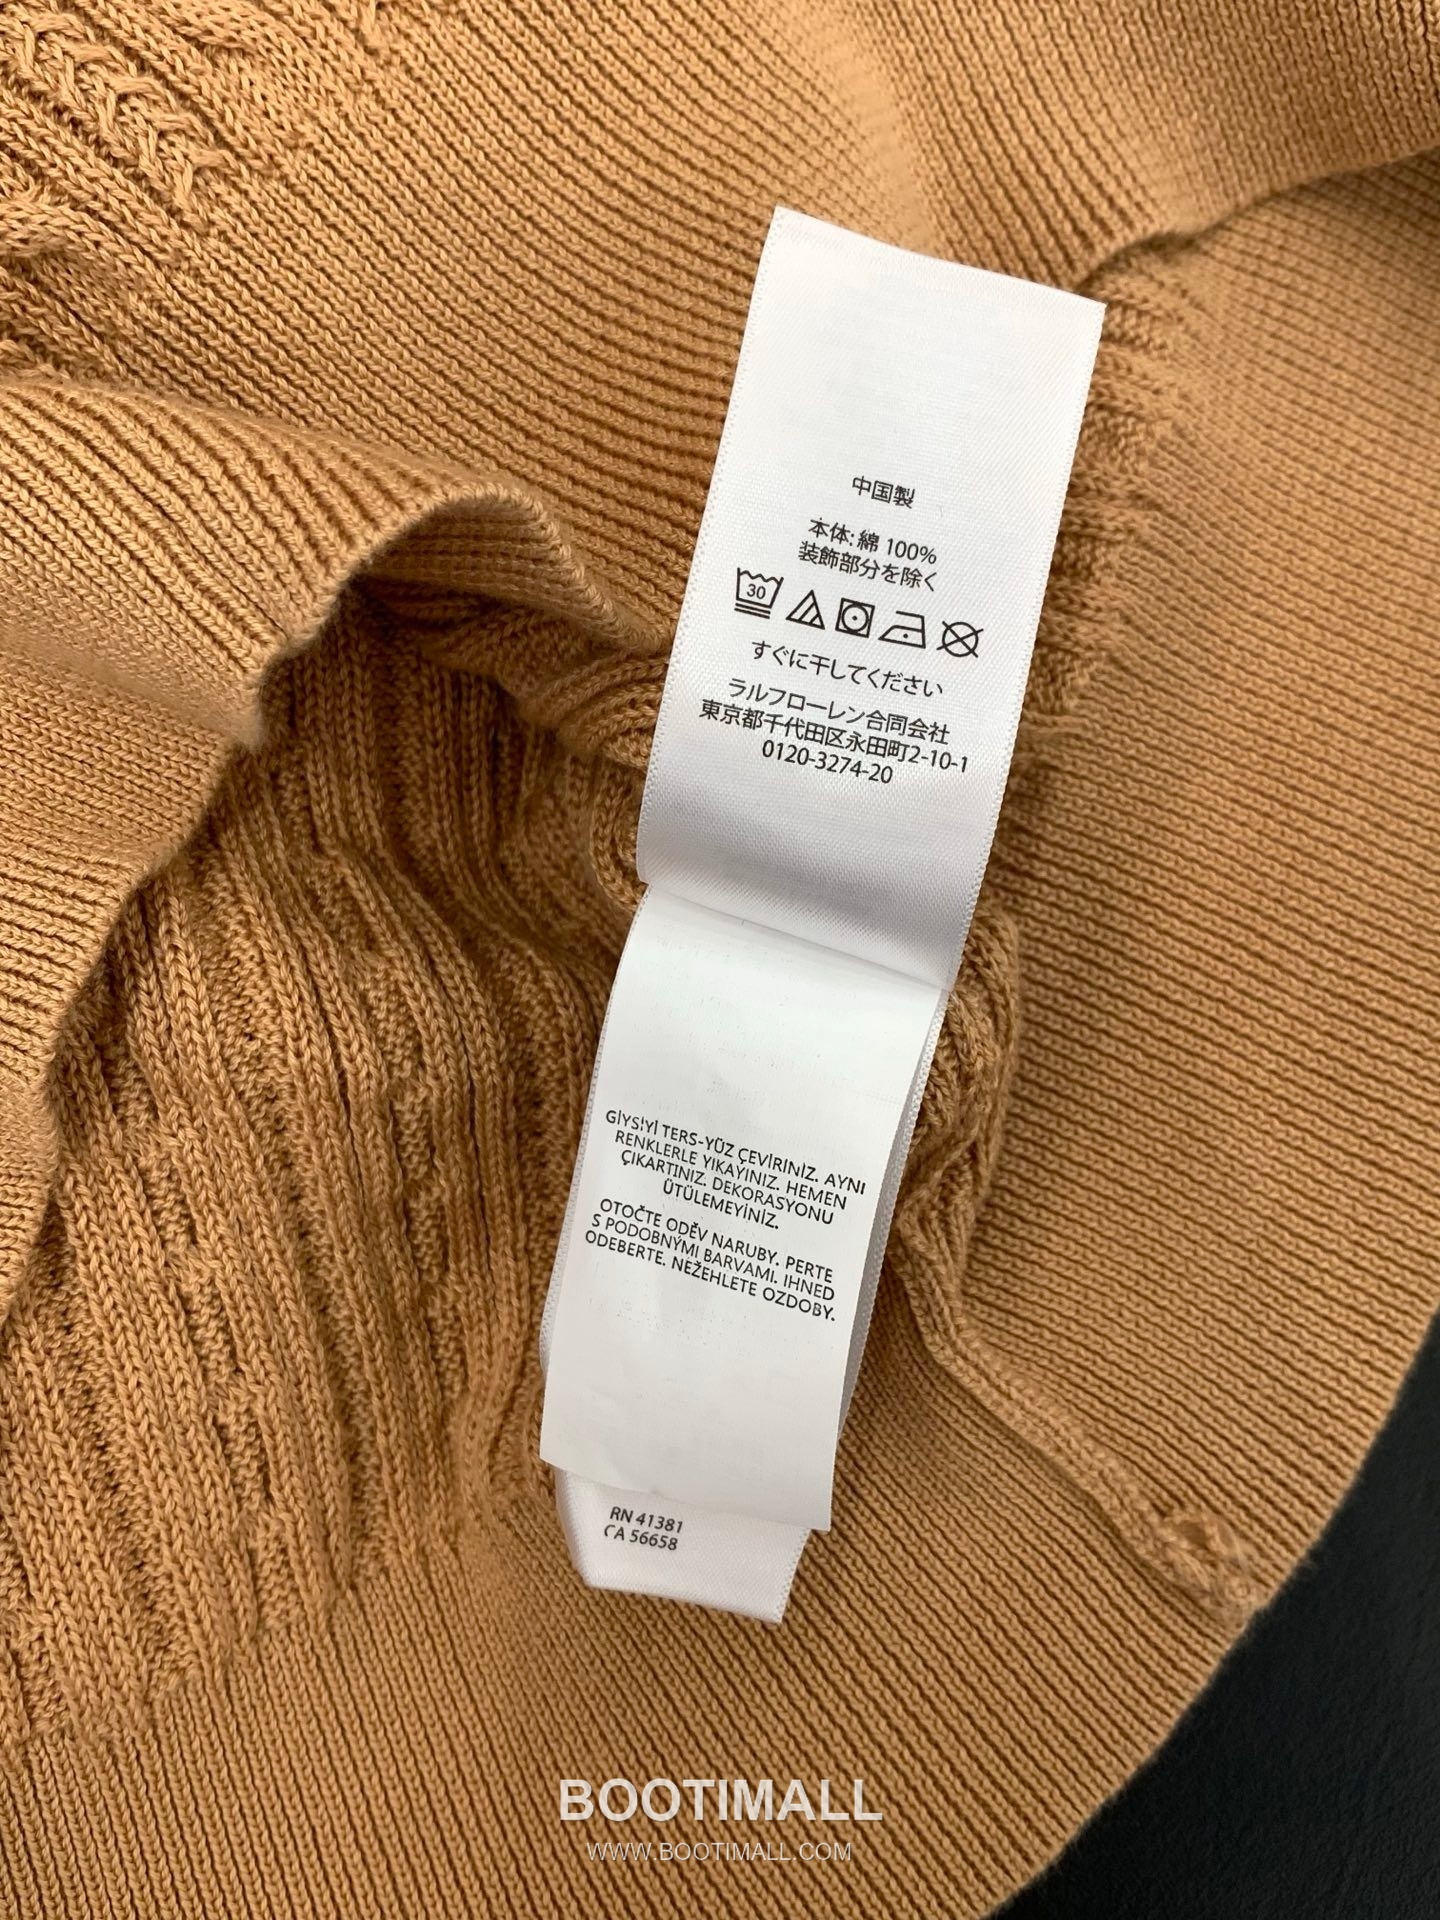 中国製
本体: 綿 100%
装飾部分を除く
30
すぐに干してください
ラルフローレン合同会社
東京都千代田区永田町2-10-1
0120-3274-20
GİYSİYİ TERS-YÜZ ÇEVİRİNİZ. AYNI
RENKLERLE YIKAYINIZ. HEMEN
ÇIKARTINIZ. DEKORASYONU
ÜTÜLEMEYİNİZ.
OTOČTE ODĚV NARUBY. PERTE
S PODOBNÝMI BARVAMI. IHNED
ODEBERTE. NEŽEHLETE OZDOBY.
RN 41381
CA 56658
BOOTIMALL
WWW.BOOTIMALL.COM